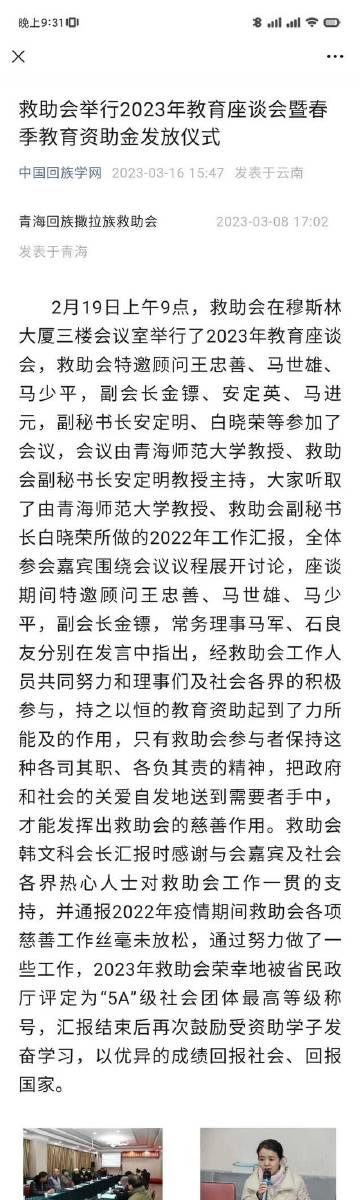 晚上9:31
救助会举行2023年教育座谈会暨春
季教育资助金发放仪式
中国回族学网 2023-03-16 15:47 发表于云南
青海回族撒拉族救助会 2023-03-08 17:02
发表于青海
2月19日上午9点，救助会在穆斯林
大厦三楼会议室举行了2023年教育座谈
会，救助会特邀顾问王忠善、马世雄、
马少平，副会长金镖、安定英、马进
元，副秘书长安定明、白晓荣等参加了
会议，会议由青海师范大学教授、救助
会副秘书长安定明教授主持，大家听取
了由青海师范大学教授、救助会副秘书
长白晓荣所做的2022年工作汇报，全体
参会嘉宾围绕会议议程展开讨论，座谈
期间特邀顾问王忠善、马世雄、马少
平，副会长金镖，常务理事马军、石良
友分别在发言中指出，经救助会工作人
员共同努力和理事们及社会各界的积极
参与，持之以恒的教育资助起到了力所
能及的作用，只有救助会参与者保持这
种各司其职、各负其责的精神，把政府
和社会的关爱自发地送到需要者手中，
才能发挥出救助会的慈善作用。救助会
韩文科会长汇报时感谢与会嘉宾及社会
各界热心人士对救助会工作一贯的支
持，并通报2022年疫情期间救助会各项
慈善工作丝毫未放松，通过努力做了一
些工作，2023年救助会荣幸地被省民政
厅评定为“5A”级社会团体最高等级称
号，汇报结束后再次鼓励受资助学子发
奋学习，以优异的成绩回报社会、回报
国家。